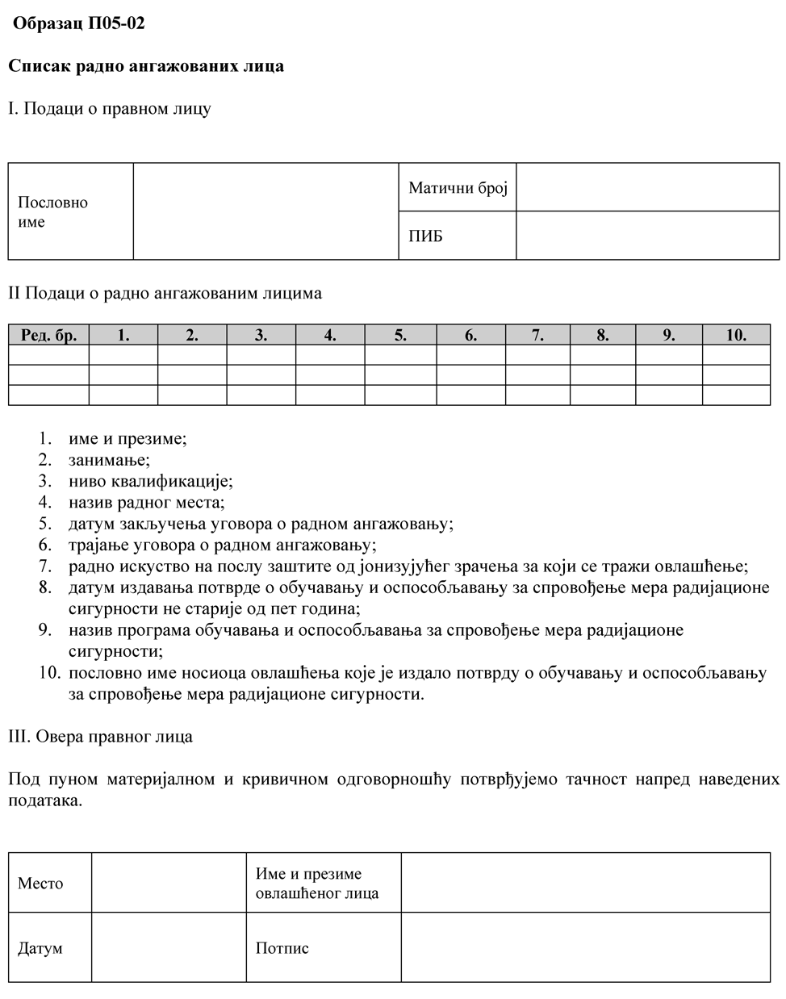 Образац П05-02
Списак радно ангажованих лица
I. Подаци о правном лицу
Пословно
име
Матични број
ПИБ
II Подаци о радно ангажованим лицима
Ред. бр. 1. 2. 3. 4. 5. 6. 7. 8. 9. 10.
1. име и презиме;
2. занимање;
3. ниво квалификације;
4. назив радног места;
5. датум закључења уговора о радном ангажовању;
6. трајање уговора о радном ангажовању;
7. радно искуство на послу заштите од јонизујућег зрачења за који се тражи овлашћење;
8. датум издавања потврде о обучавању и оспособљавању за спровођење мера радијационе
сигурности не старије од пет година;
9. назив програма обучавања и оспособљавања за спровођење мера радијационе
сигурности;
10. пословно име носиоца овлашћења које је издало потврду о обучавању и оспособљавању
за спровођење мера радијационе сигурности.
III. Овера правног лица
Под пуном материјалном и кривичном одговорношћу потврђујемо тачност напред наведених
података.
Место
Име и презиме
овлашћеног лица
Датум
Потпис